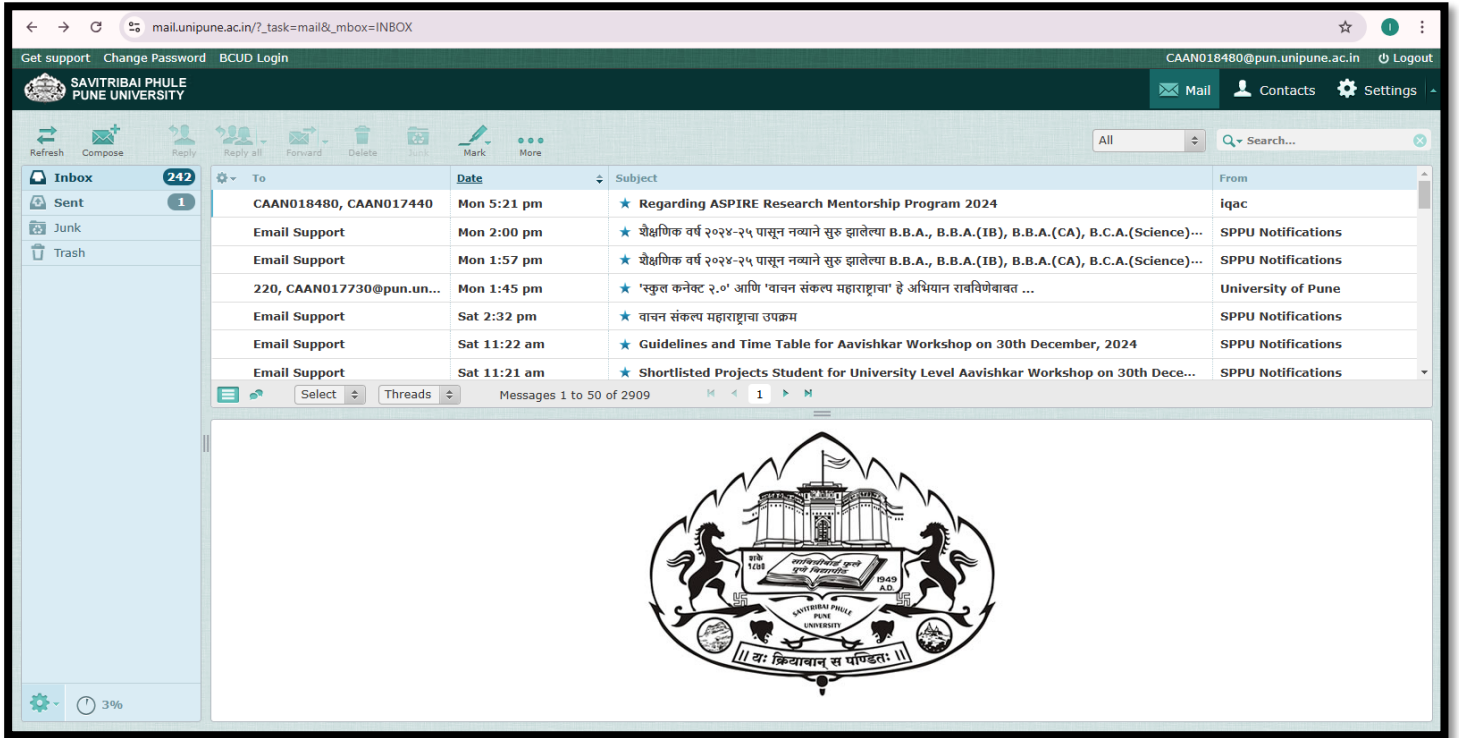 mail.unipune.ac.in/?_task=mail&_mbox=INBOX
I
Get support Change Password BCUD Login CAAN018480@pun.unipune.ac.in Logout
SAVITRIBAI PHULE
PUNE UNIVERSITY
Mail Contacts Settings
Refresh Compose Reply Reply all Forward Delete Junk Mark More
All Search...
Inbox 242
Sent 1
Junk
Trash
To Date Subject From
CAAN018480, CAAN017440 Mon 5:21 pm Regarding ASPIRE Research Mentorship Program 2024 iqac
Email Support Mon 2:00 pm शैक्षणिक वर्ष २०२४-२५ पासून नव्याने सुरु झालेल्या B.B.A., B.B.A.(IB), B.B.A.(CA), B.C.A.(Science)... SPPU Notifications
Email Support Mon 1:57 pm शैक्षणिक वर्ष २०२४-२५ पासून नव्याने सुरु झालेल्या B.B.A., B.B.A.(IB), B.B.A.(CA), B.C.A.(Science)... SPPU Notifications
220, CAAN017730@pun.un... Mon 1:45 pm 'स्कुल कनेक्ट २.०' आणि 'वाचन संकल्प महाराष्ट्राचा' हे अभियान राबविणेबाबत ... University of Pune
Email Support Sat 2:32 pm वाचन संकल्प महाराष्ट्राचा उपक्रम SPPU Notifications
Email Support Sat 11:22 am Guidelines and Time Table for Aavishkar Workshop on 30th December, 2024 SPPU Notifications
Email Support Sat 11:21 am Shortlisted Projects Student for University Level Aavishkar Workshop on 30th Dece... SPPU Notifications
Select Threads Messages 1 to 50 of 2909 1
शके
१८७०
सावित्रीबाई फुले
पुणे विद्यापीठ
1949
A.D.
SAVITRIBAI PHULE
PUNE
UNIVERSITY
॥ यः क्रियावान् स पण्डितः ॥
3%